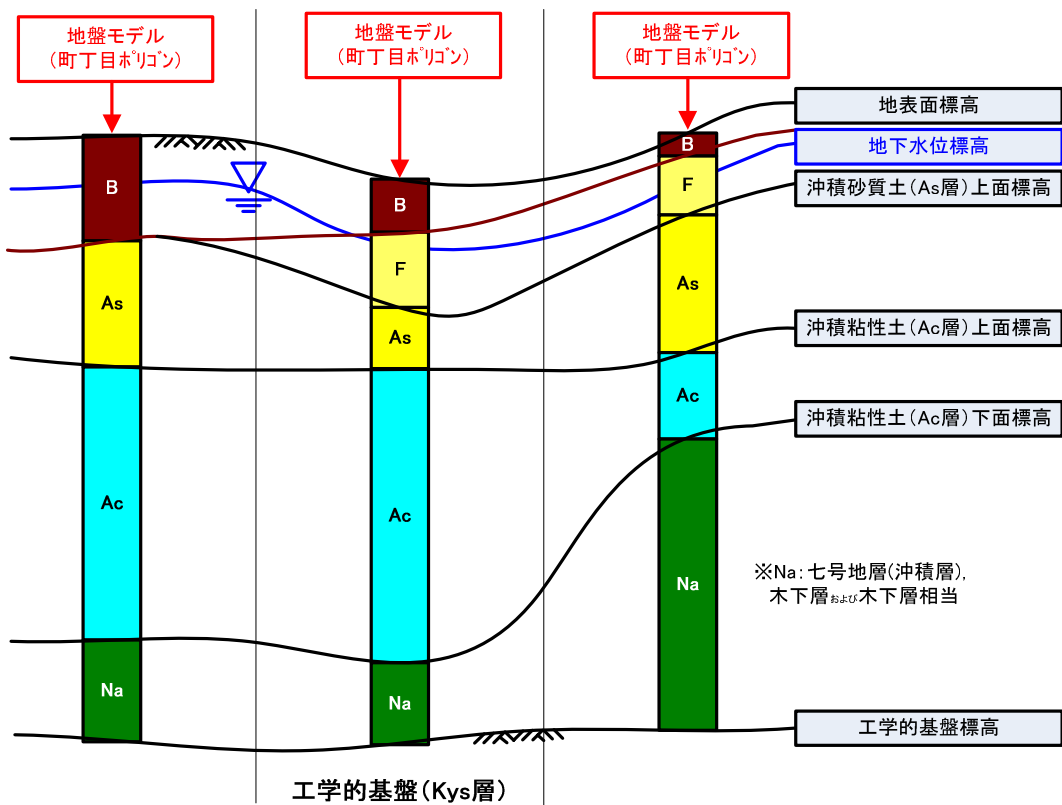 地盤モデル
(町丁目ポリゴン)
地盤モデル
(町丁目ポリゴン)
地盤モデル
(町丁目ポリゴン)
地表面標高
地下水位標高
沖積砂質土(As層)上面標高
沖積粘性土(Ac層)上面標高
沖積粘性土(Ac層)下面標高
工学的基盤標高
B
As
Ac
Na
B
F
As
Ac
Na
B
F
As
Ac
Na
※Na:七号地層(沖積層),
木下層および木下層相当
工学的基盤(Kys層)